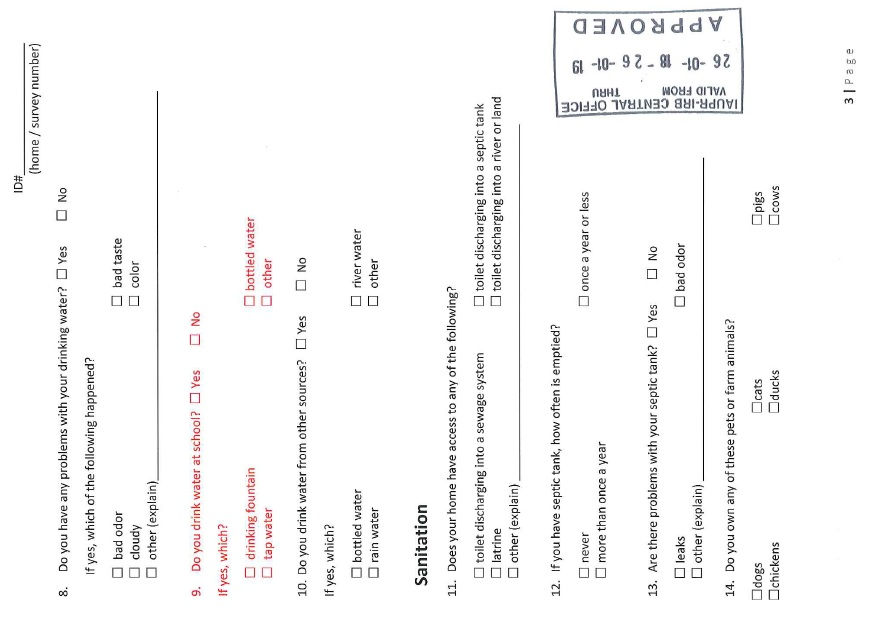 ID#____________
(home / survey number)
8. Do you have any problems with your drinking water? ☐ Yes ☐ No
If yes, which of the following happened?
☐ bad odor ☐ bad taste
☐ cloudy ☐ color
☐ other (explain)____________
9. Do you drink water at school? ☐ Yes ☐ No
If yes, which?
☐ drinking fountain ☐ bottled water
☐ tap water ☐ other
10. Do you drink water from other sources? ☐ Yes ☐ No
If yes, which?
☐ bottled water ☐ river water
☐ rain water ☐ other
Sanitation
11. Does your home have access to any of the following?
☐ toilet discharging into a sewage system ☐ toilet discharging into a septic tank
☐ latrine ☐ toilet discharging into a river or land
☐ other (explain)____________
12. If you have septic tank, how often is emptied?
☐ never ☐ once a year or less
☐ more than once a year
13. Are there problems with your septic tank? ☐ Yes ☐ No
☐ leaks ☐ bad odor
☐ other (explain)____________
14. Do you own any of these pets or farm animals?
☐ dogs ☐ cats ☐ pigs
☐ chickens ☐ ducks ☐ cows
IAUPR-IRB CENTRAL OFFICE
VALID FROM THRU
26 -01- 18 - 26 -01- 19
APPROVED
3 | Page